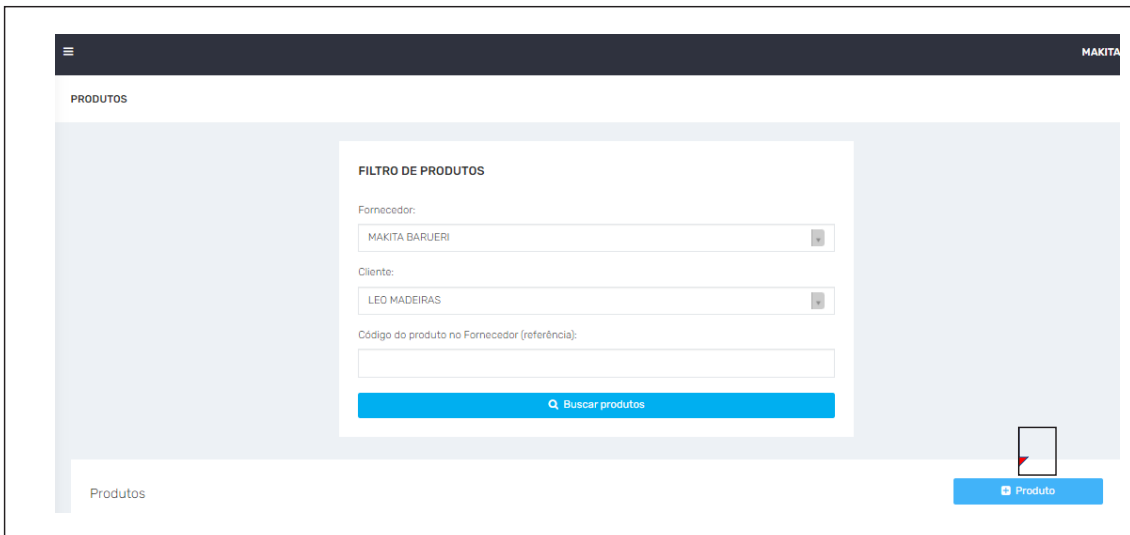 MAKITA
PRODUTOS
FILTRO DE PRODUTOS
Fornecedor:
MAKITA BARUERI
Cliente:
LEO MADEIRAS
Código do produto no Fornecedor (referência):
Buscar produtos
Produtos
Produto